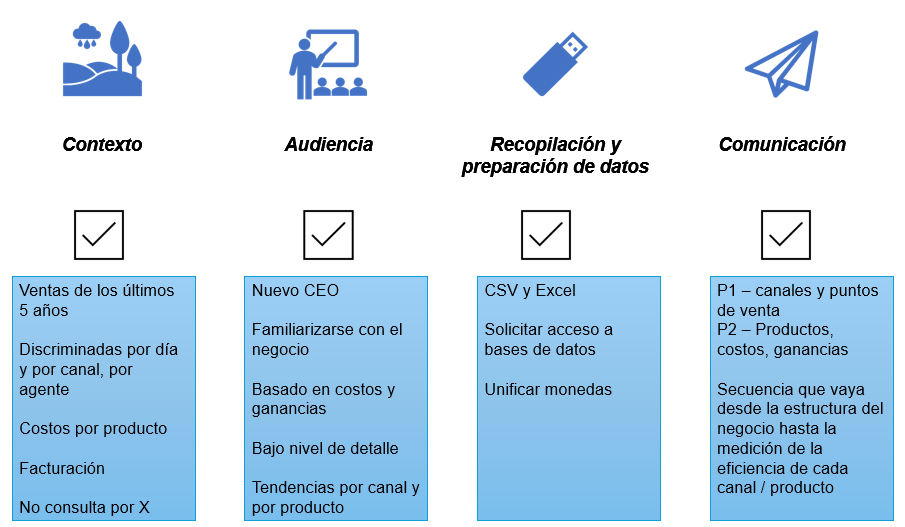 Contexto
Audiencia
Recopilación y
preparación de datos
Comunicación
Ventas de los últimos
5 años
Discriminadas por día
y por canal, por
agente
Costos por producto
Facturación
No consulta por X
Nuevo CEO
Familiarizarse con el
negocio
Basado en costos y
ganancias
Bajo nivel de detalle
Tendencias por canal y
por producto
CSV y Excel
Solicitar acceso a
bases de datos
Unificar monedas
P1 – canales y puntos
de venta
P2 – Productos,
costos, ganancias
Secuencia que vaya
desde la estructura del
negocio hasta la
medición de la
eficiencia de cada
canal / producto